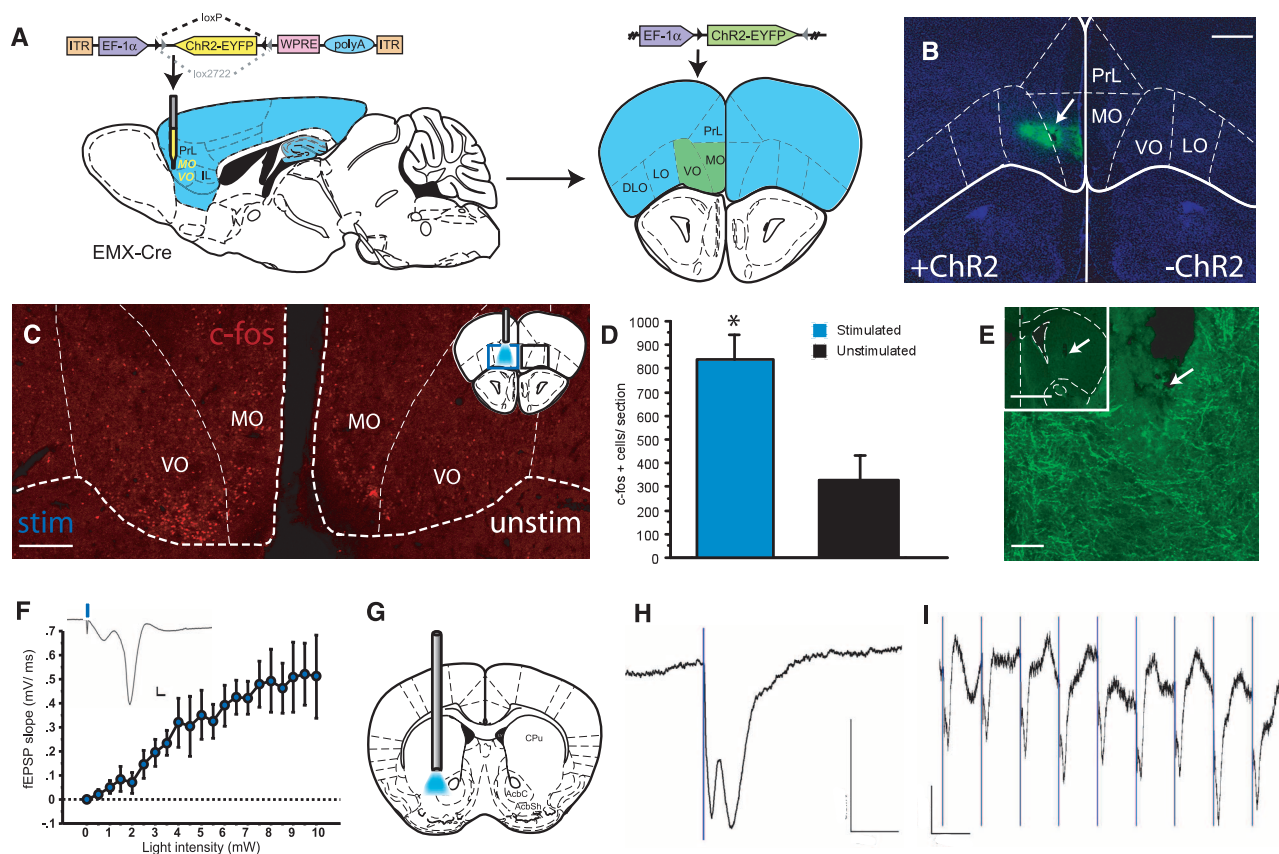 A
loxP
ITR EF-1α ChR2-EYFP WPRE polyA ITR
lox2722
PrL
MO
VO
IL
EMX-Cre
EF-1α ChR2-EYFP
PrL
MO
VO
LO
DLO
B
PrL
MO
VO
LO
+ChR2
-ChR2
C
c-fos
MO
MO
VO
VO
stim
unstim
D
c-fos + cells/ section
1000
900
800
700
600
500
400
300
200
100
0
*
Stimulated
Unstimulated
E
F
fEPSP slope (mV/ ms)
.7
.6
.5
.4
.3
.2
.1
0
-.1
0 1 2 3 4 5 6 7 8 9 10
Light intensity (mW)
G
CPu
AcbC
AcbSh
H
I